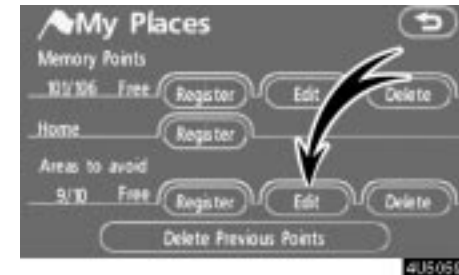 My Places
Memory Points
101/106 Free Register Edit Delete
Home Register
Areas to avoid
9/10 Free Register Edit Delete
Delete Previous Points
4U5059